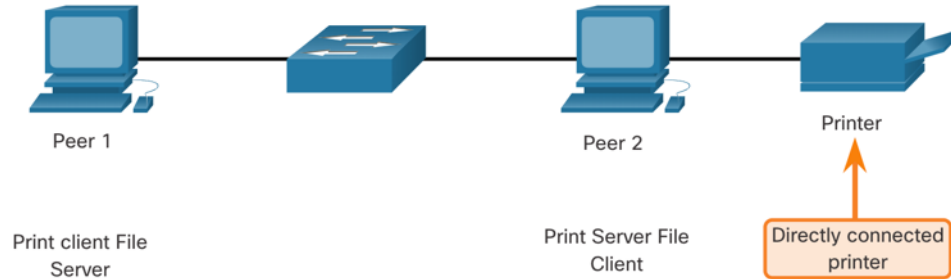 Peer 1
Peer 2
Printer
Print client File
Server
Print Server File
Client
Directly connected
printer